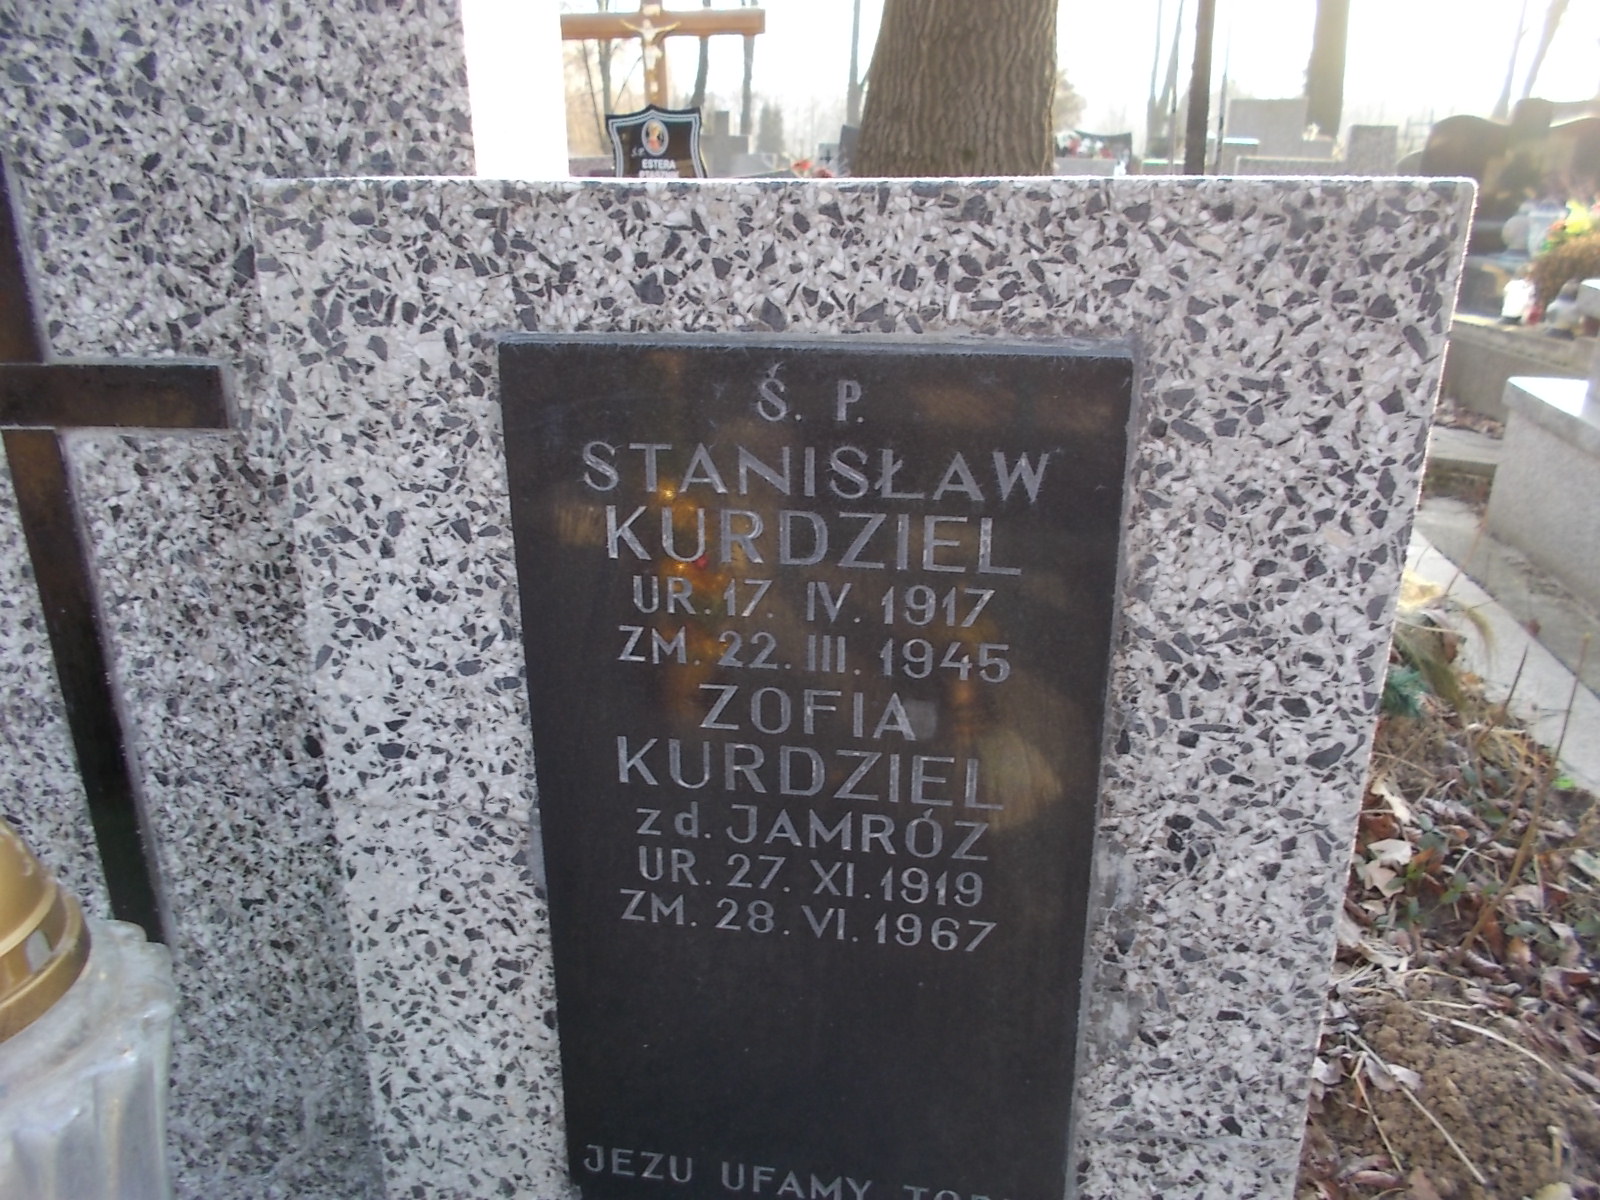 Ś.P.
ESTERA
Ś. P.
STANISŁAW
KURDZIEL
UR. 17. IV. 1917
ZM. 22. III. 1945
ZOFIA
KURDZIEL
zd. JAMRÓZ
UR. 27. XI. 1919
ZM. 28. VI. 1967
JEZU UFAMY